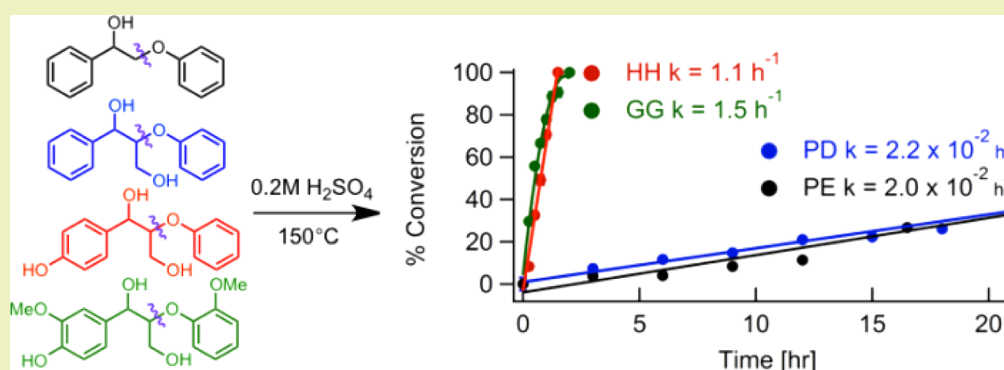 OH
O
OH
O
OH
OH
O
HO
OH
MeO
OH
OMe
O
HO
OH
0.2M H₂SO₄
150°C
% Conversion
100
80
60
40
20
0
HH k = 1.1 h⁻¹
GG k = 1.5 h⁻¹
PD k = 2.2 x 10⁻² h
PE k = 2.0 x 10⁻² h
0 5 10 15 20
Time [hr]